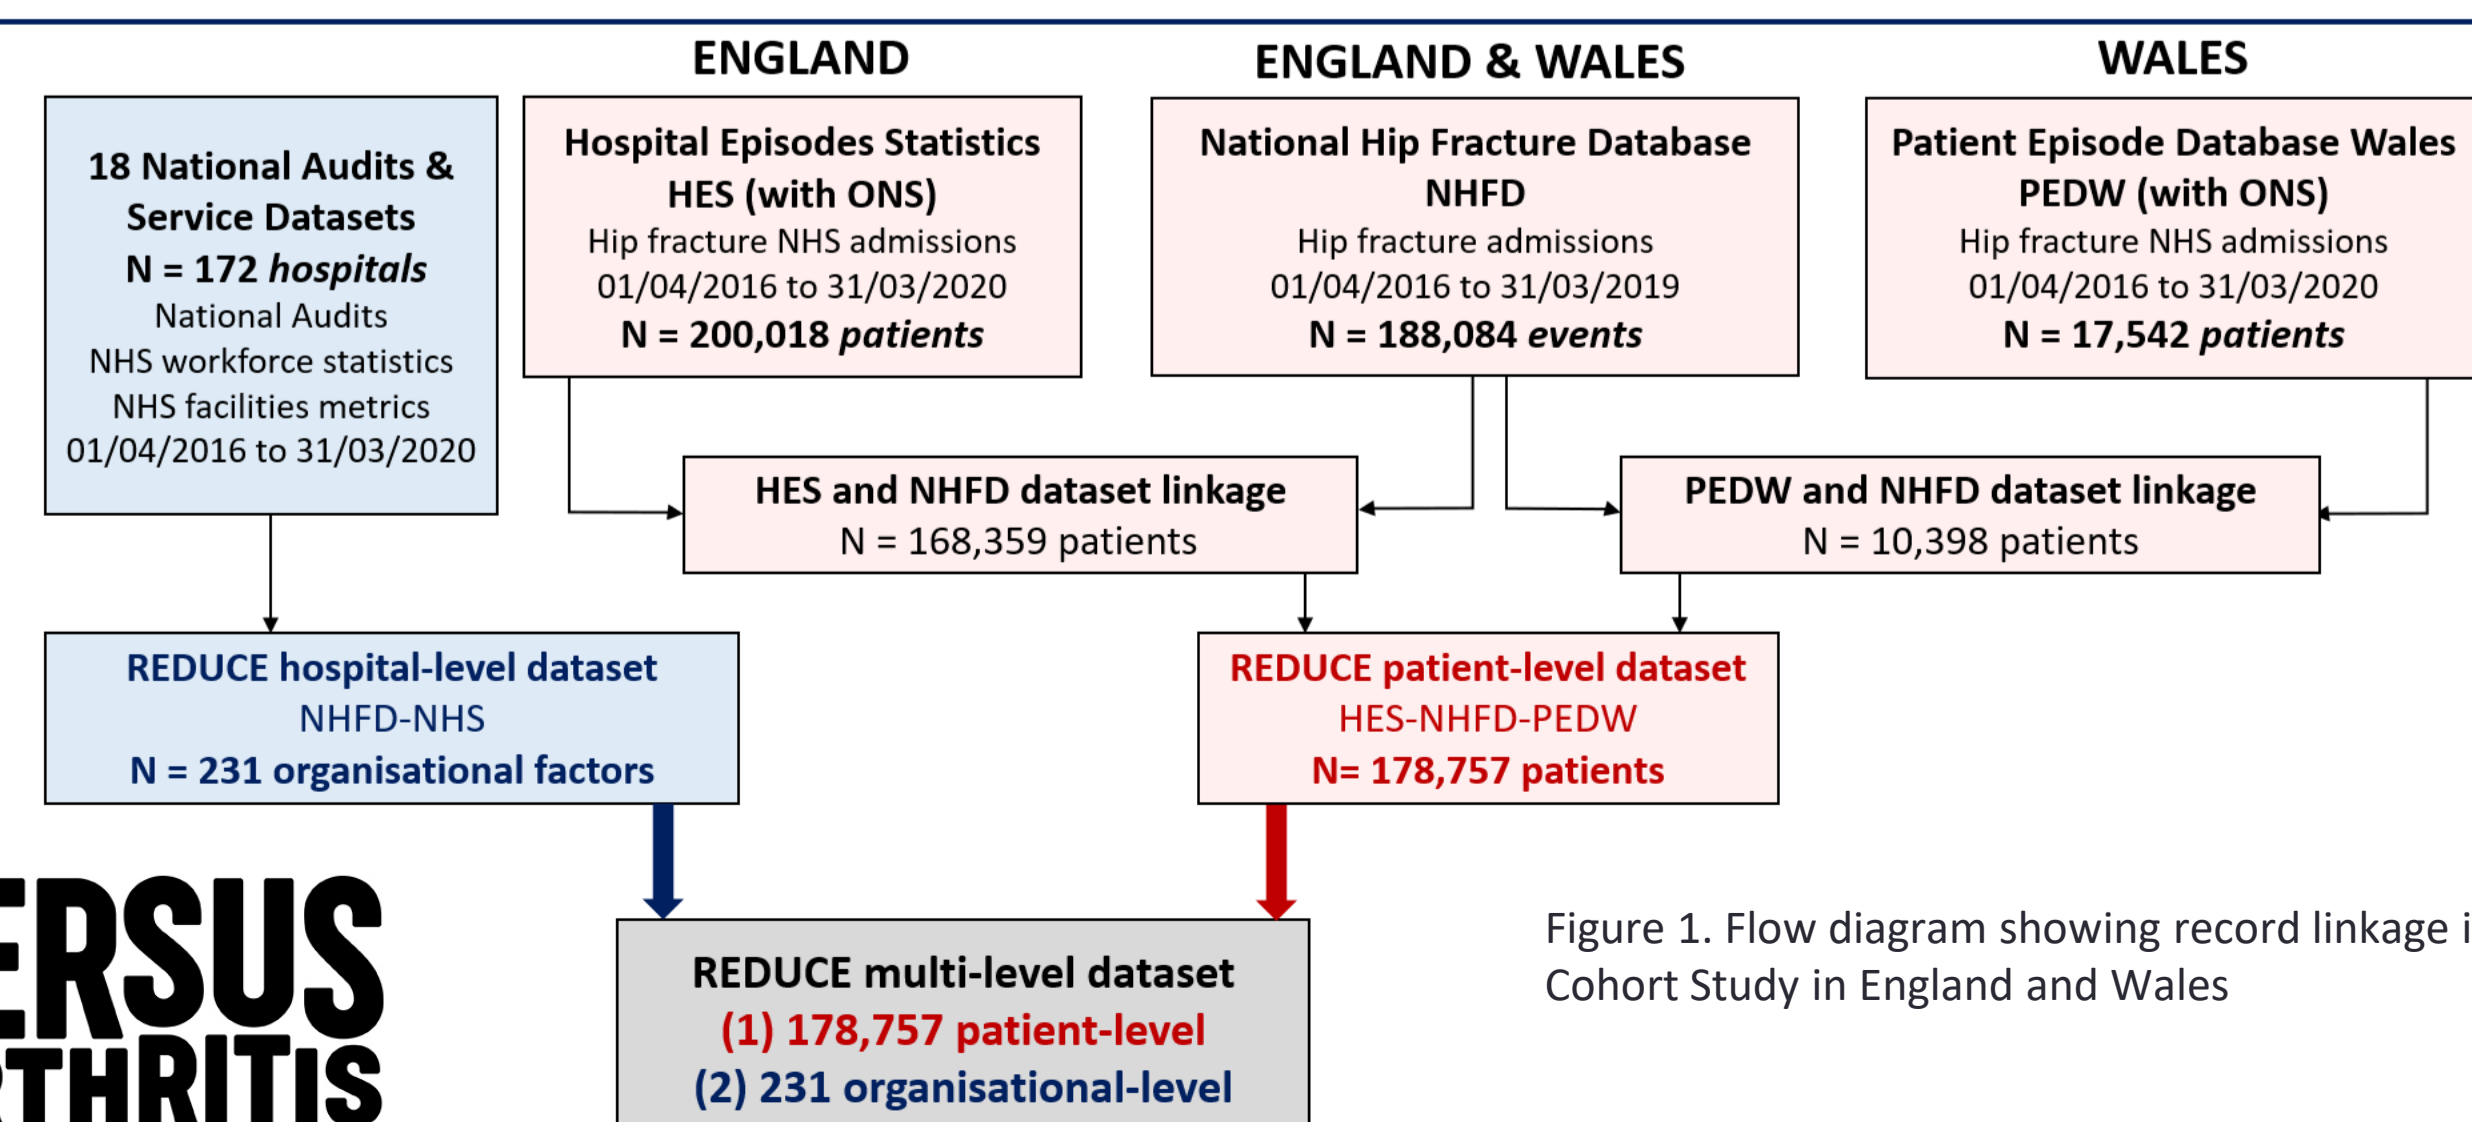 ENGLAND
ENGLAND & WALES
WALES
18 National Audits &
Service Datasets
N = 172 hospitals
National Audits
NHS workforce statistics
NHS facilities metrics
01/04/2016 to 31/03/2020
Hospital Episodes Statistics
HES (with ONS)
Hip fracture NHS admissions
01/04/2016 to 31/03/2020
N = 200,018 patients
National Hip Fracture Database
NHFD
Hip fracture admissions
01/04/2016 to 31/03/2019
N = 188,084 events
Patient Episode Database Wales
PEDW (with ONS)
Hip fracture NHS admissions
01/04/2016 to 31/03/2020
N = 17,542 patients
HES and NHFD dataset linkage
N = 168,359 patients
PEDW and NHFD dataset linkage
N = 10,398 patients
REDUCE hospital-level dataset
NHFD-NHS
N = 231 organisational factors
REDUCE patient-level dataset
HES-NHFD-PEDW
N= 178,757 patients
REDUCE multi-level dataset
(1) 178,757 patient-level
(2) 231 organisational-level
Figure 1. Flow diagram showing record linkage
Cohort Study in England and Wales
ERSUS
RTHRITIS